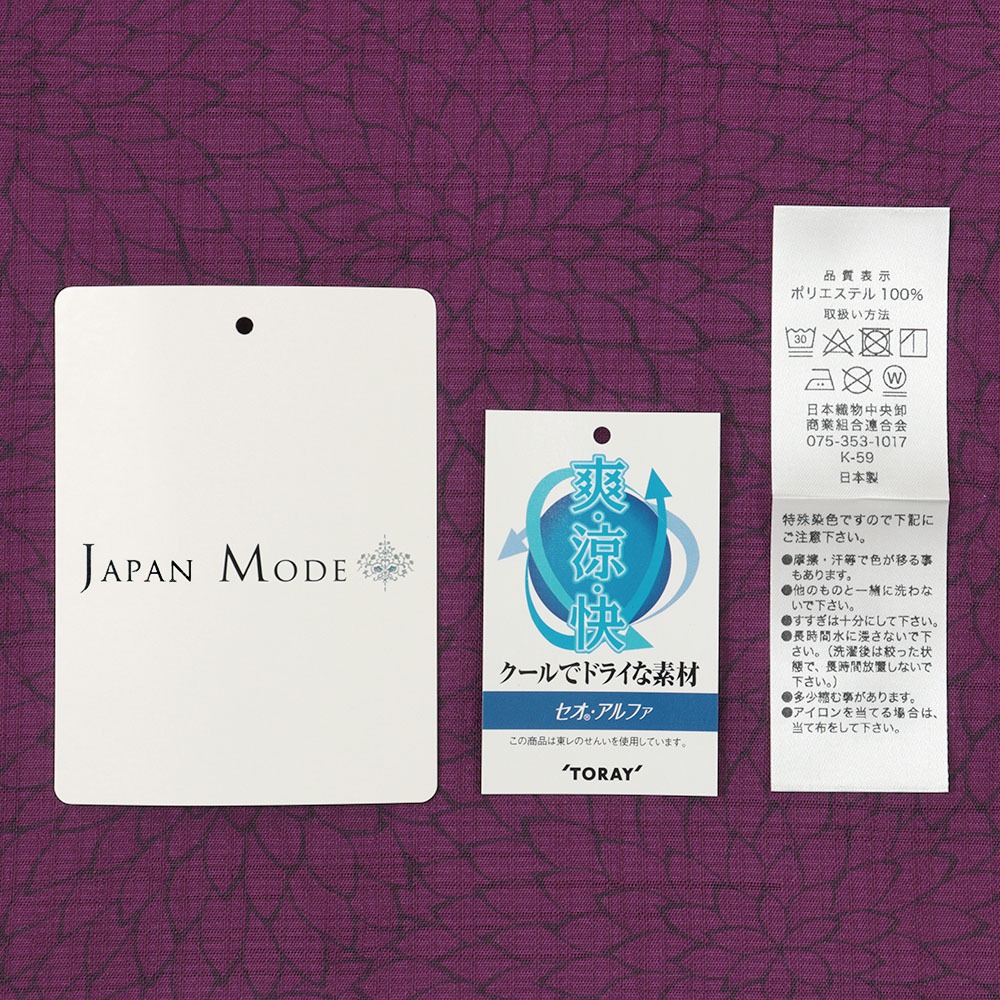 JAPAN MODE
爽・涼・快
クールでドライな素材
セオ®・アルファ
この商品は東レのせんいを使用しています。
'TORAY'
品質表示
ポリエステル100%
取扱い方法
30
W
日本織物中央卸
商業組合連合会
075-353-1017
K-59
日本製
特殊染色ですので下記に
ご注意下さい。
●摩擦・汗等で色が移る事
もあります。
●他のものと一緒に洗わな
いで下さい。
●すすぎは十分にして下さい。
●長時間水に浸さないで下
さい。(洗濯後は絞った状
態で、長時間放置しないで
下さい。)
●多少縮む事があります。
●アイロンを当てる場合は、
当て布をして下さい。